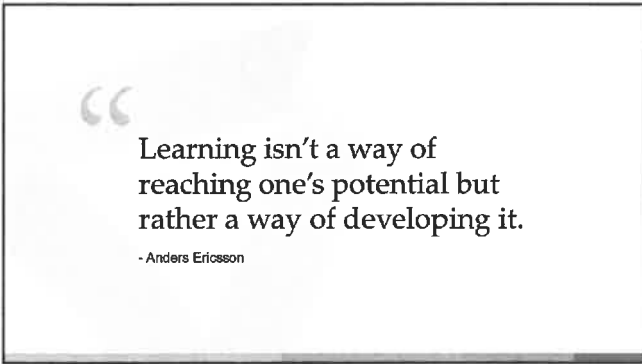 “
Learning isn't a way of
reaching one's potential but
rather a way of developing it.
- Anders Ericsson